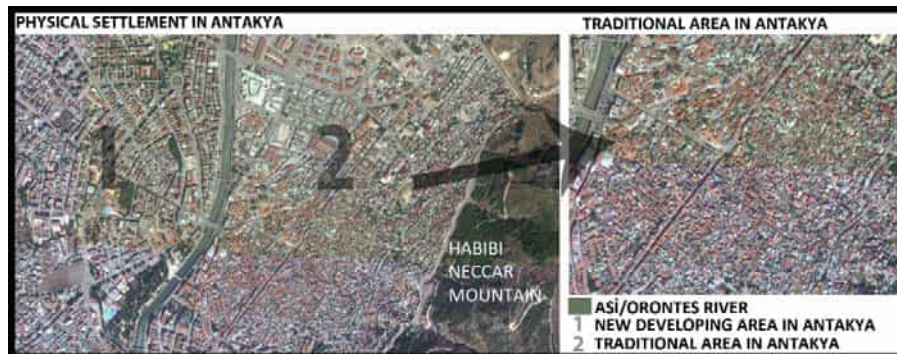 PHYSICAL SETTLEMENT IN ANTAKYA
TRADITIONAL AREA IN ANTAKYA
1
2
HABIBI
NECCAR
MOUNTAIN
ASİ/ORONTES RIVER
1 NEW DEVELOPING AREA IN ANTAKYA
2 TRADITIONAL AREA IN ANTAKYA